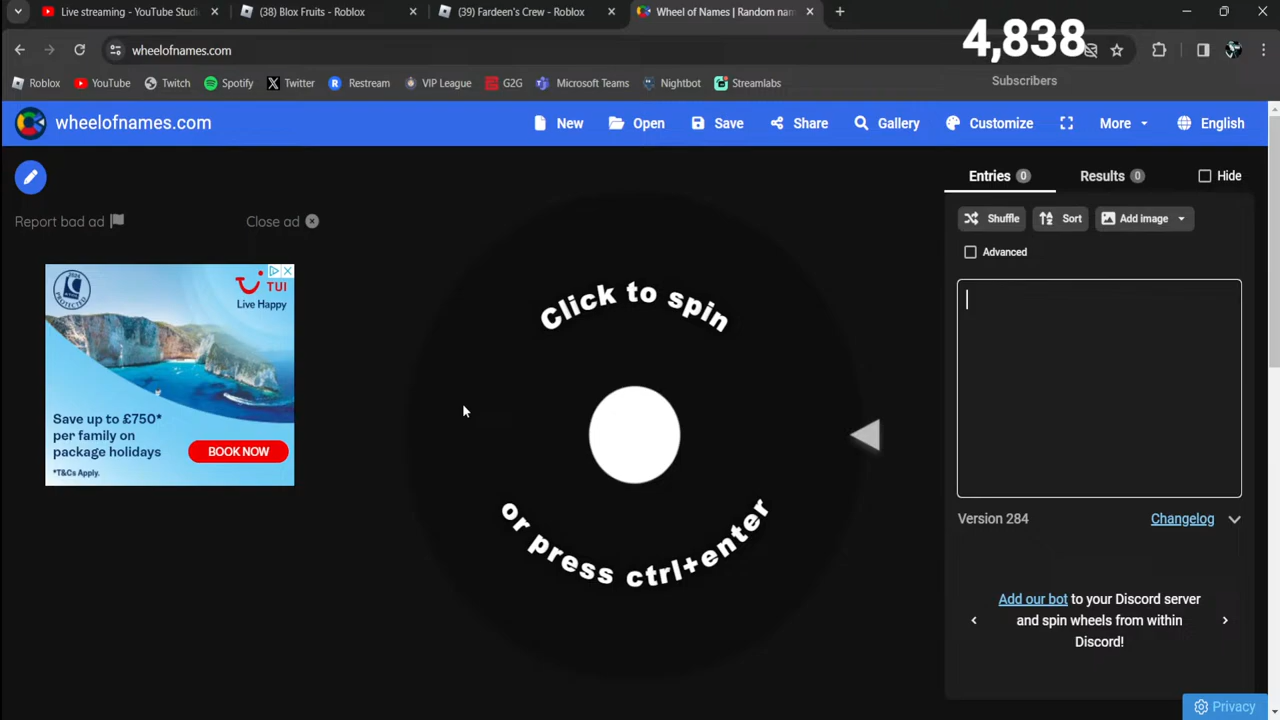 Live streaming - YouTube Studi
(38) Blox Fruits - Roblox
(39) Fardeen's Crew - Roblox
Wheel of Names | Random nam
wheelofnames.com
4,838
Subscribers
Roblox
YouTube
Twitch
Spotify
Twitter
Restream
VIP League
G2G
Microsoft Teams
Nightbot
Streamlabs
wheelofnames.com
New
Open
Save
Share
Gallery
Customize
More
English
Entries 0
Results 0
Hide
Report bad ad
Close ad
Shuffle
Sort
Add image
Advanced
TUI
Live Happy
Save up to £750*
per family on
package holidays
BOOK NOW
*T&Cs Apply.
Click to spin
or press ctrl+enter
Version 284
Changelog
Add our bot to your Discord server
and spin wheels from within
Discord!
Privacy